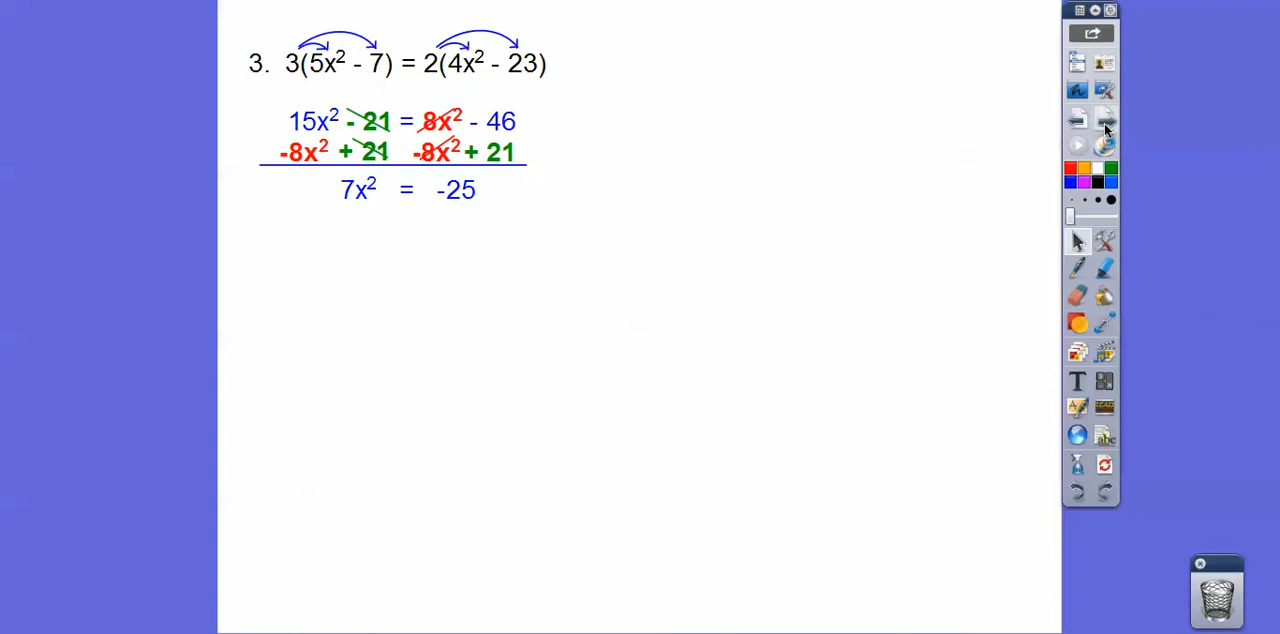 3. 3(5x² - 7) = 2(4x² - 23)
15x² - 21 = 8x² - 46
-8x² + 21 -8x² + 21
7x² = -25